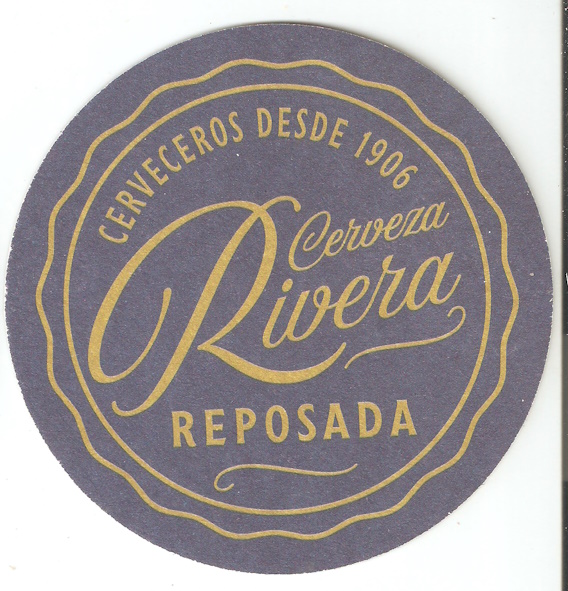 CERVECEROS DESDE 1906
Cerveza
Rivera
REPOSADA